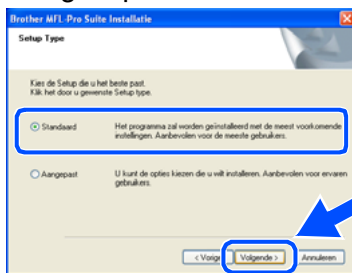 Brother MFL-Pro Suite Installatie
Setup Type
Kies de Setup die u het beste past.
Klik het door u gewenste Setup type.
Standaard
Het programma zal worden geïnstalleerd met de meest voorkomende
instellingen. Aanbevolen voor de meeste gebruikers.
Aangepast
U kunt de opties kiezen die u wilt installeren. Aanbevolen voor ervaren
gebruikers.
< Vorige
Volgende >
Annuleren